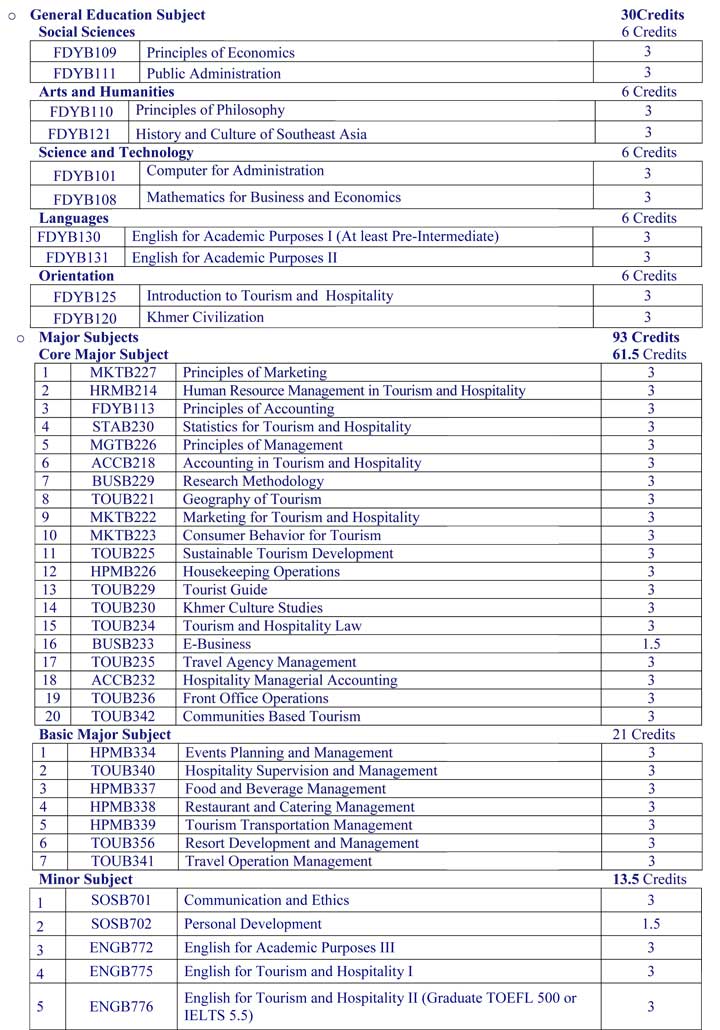 ○ General Education Subject 30Credits
Social Sciences 6 Credits
FDYB109 Principles of Economics 3
FDYB111 Public Administration 3
Arts and Humanities 6 Credits
FDYB110 Principles of Philosophy 3
FDYB121 History and Culture of Southeast Asia 3
Science and Technology 6 Credits
FDYB101 Computer for Administration 3
FDYB108 Mathematics for Business and Economics 3
Languages 6 Credits
FDYB130 English for Academic Purposes I (At least Pre-Intermediate) 3
FDYB131 English for Academic Purposes II 3
Orientation 6 Credits
FDYB125 Introduction to Tourism and Hospitality 3
FDYB120 Khmer Civilization 3
○ Major Subjects 93 Credits
Core Major Subject 61.5 Credits
1 MKTB227 Principles of Marketing 3
2 HRMB214 Human Resource Management in Tourism and Hospitality 3
3 FDYB113 Principles of Accounting 3
4 STAB230 Statistics for Tourism and Hospitality 3
5 MGTB226 Principles of Management 3
6 ACCB218 Accounting in Tourism and Hospitality 3
7 BUSB229 Research Methodology 3
8 TOUB221 Geography of Tourism 3
9 MKTB222 Marketing for Tourism and Hospitality 3
10 MKTB223 Consumer Behavior for Tourism 3
11 TOUB225 Sustainable Tourism Development 3
12 HPMB226 Housekeeping Operations 3
13 TOUB229 Tourist Guide 3
14 TOUB230 Khmer Culture Studies 3
15 TOUB234 Tourism and Hospitality Law 3
16 BUSB233 E-Business 1.5
17 TOUB235 Travel Agency Management 3
18 ACCB232 Hospitality Managerial Accounting 3
19 TOUB236 Front Office Operations 3
20 TOUB342 Communities Based Tourism 3
Basic Major Subject 21 Credits
1 HPMB334 Events Planning and Management 3
2 TOUB340 Hospitality Supervision and Management 3
3 HPMB337 Food and Beverage Management 3
4 HPMB338 Restaurant and Catering Management 3
5 HPMB339 Tourism Transportation Management 3
6 TOUB356 Resort Development and Management 3
7 TOUB341 Travel Operation Management 3
Minor Subject 13.5 Credits
1 SOSB701 Communication and Ethics 3
2 SOSB702 Personal Development 1.5
3 ENGB772 English for Academic Purposes III 3
4 ENGB775 English for Tourism and Hospitality I 3
5 ENGB776 English for Tourism and Hospitality II (Graduate TOEFL 500 or 3
IELTS 5.5)